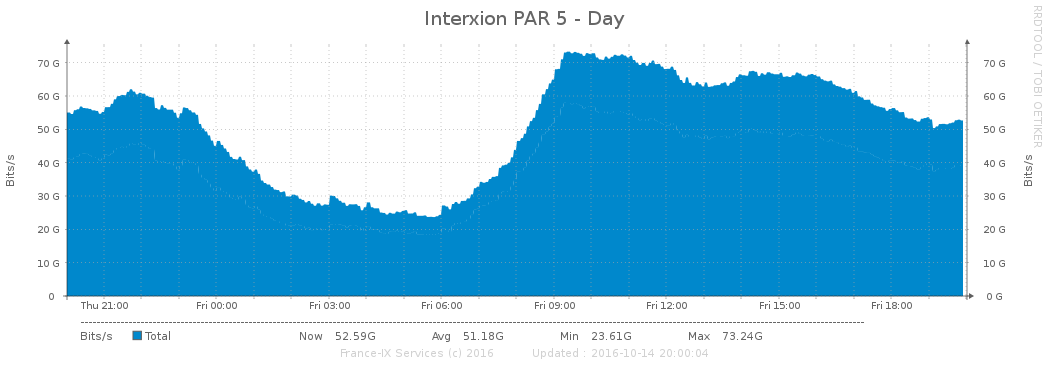 Interxion PAR 5 - Day
RRDTOOL / TOBI OETIKER
Bits/s
70 G
60 G
50 G
40 G
30 G
20 G
10 G
0
70 G
60 G
50 G
40 G
30 G
20 G
10 G
0 G
Bits/s
Thu 21:00 Fri 00:00 Fri 03:00 Fri 06:00 Fri 09:00 Fri 12:00 Fri 15:00 Fri 18:00
Bits/s Total Now 52.59G Avg 51.18G Min 23.61G Max 73.24G
France-IX Services (c) 2016 Updated : 2016-10-14 20:00:04